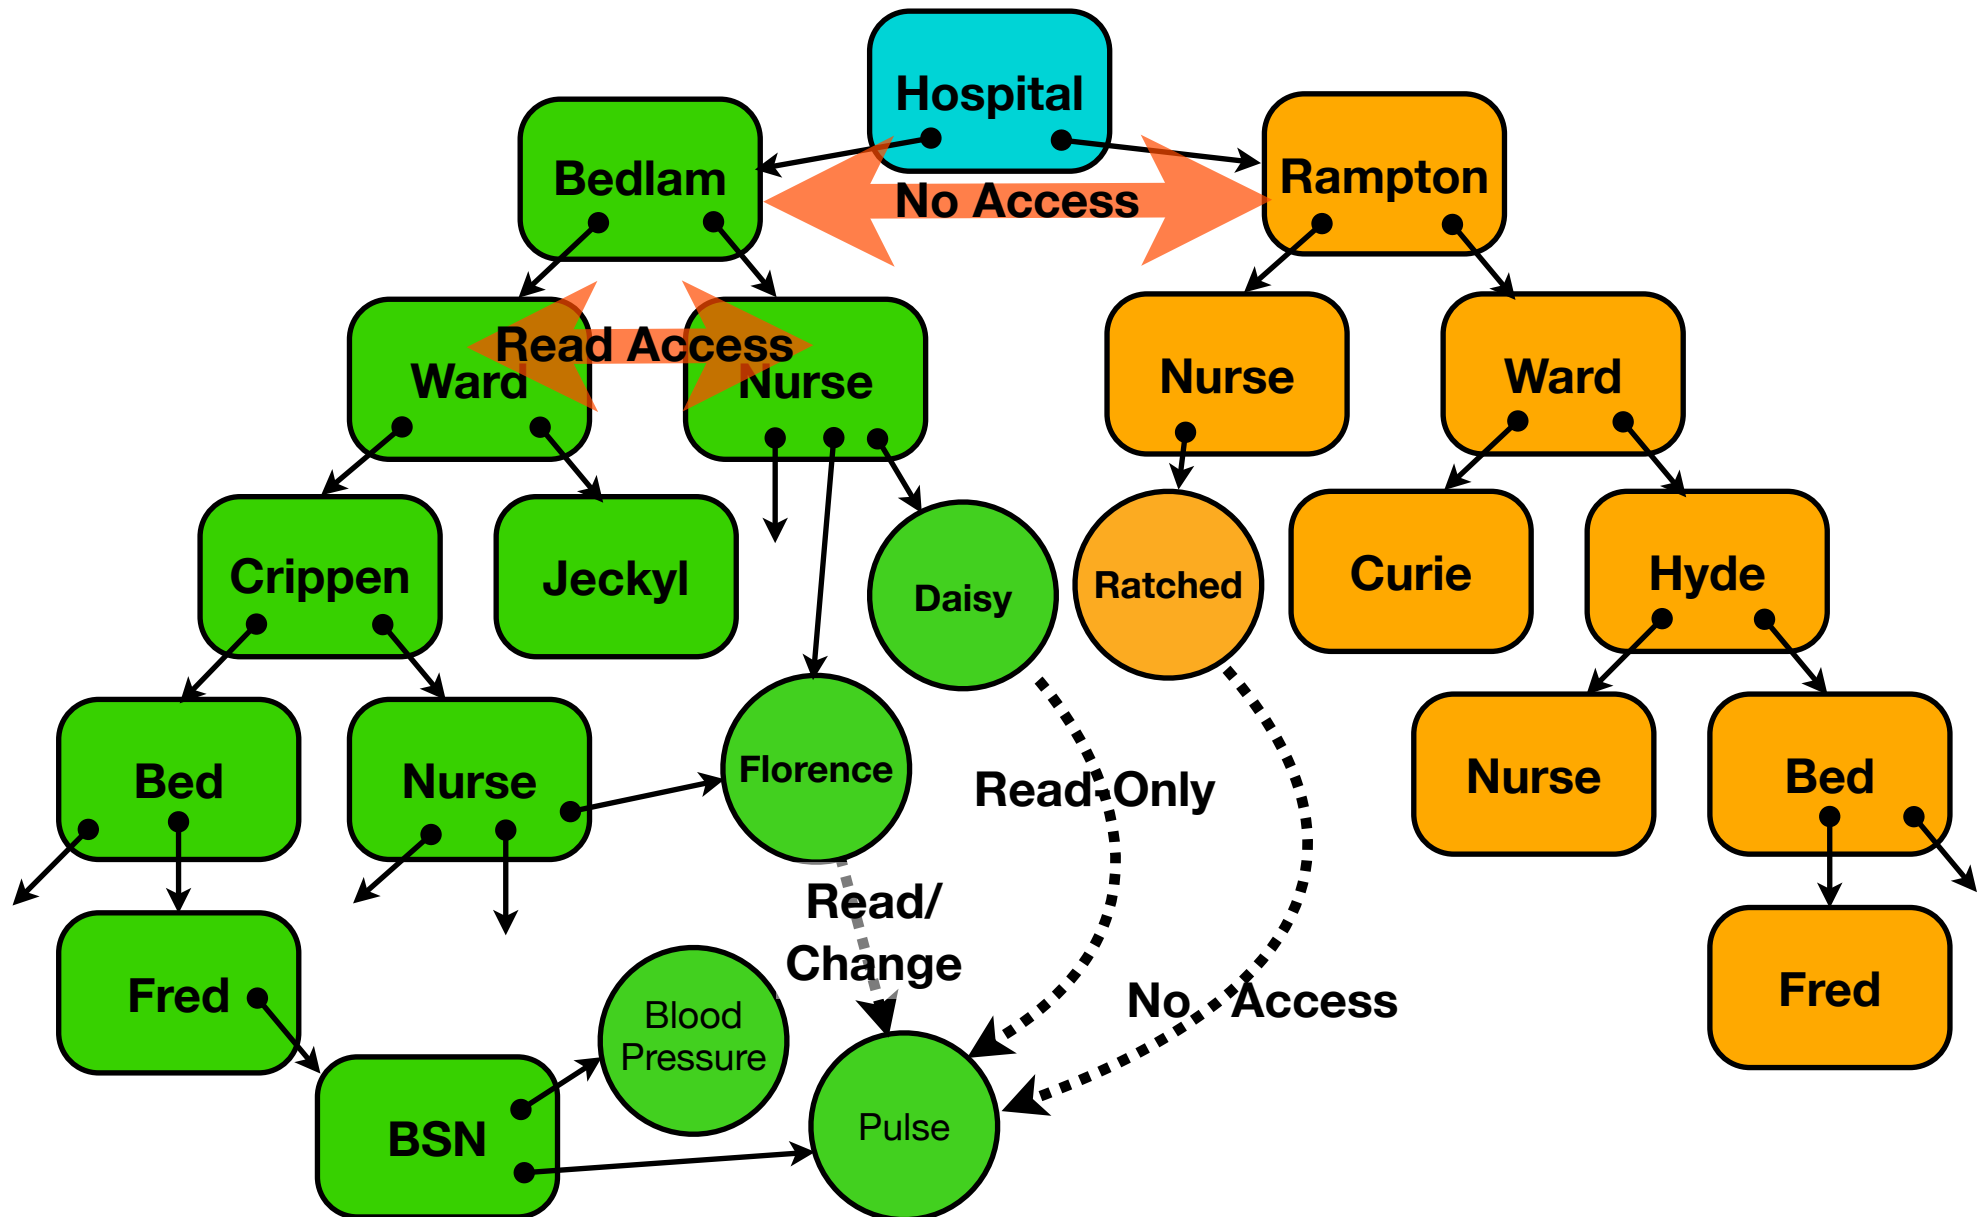 Hospital
Bedlam
No Access
Rampton
Read Access
Ward
Nurse
Nurse
Ward
Crippen
Jeckyl
Daisy
Ratched
Curie
Hyde
Bed
Nurse
Florence
Read-Only
Nurse
Bed
Read/
Change
Fred
Blood
Pressure
No Access
Fred
BSN
Pulse